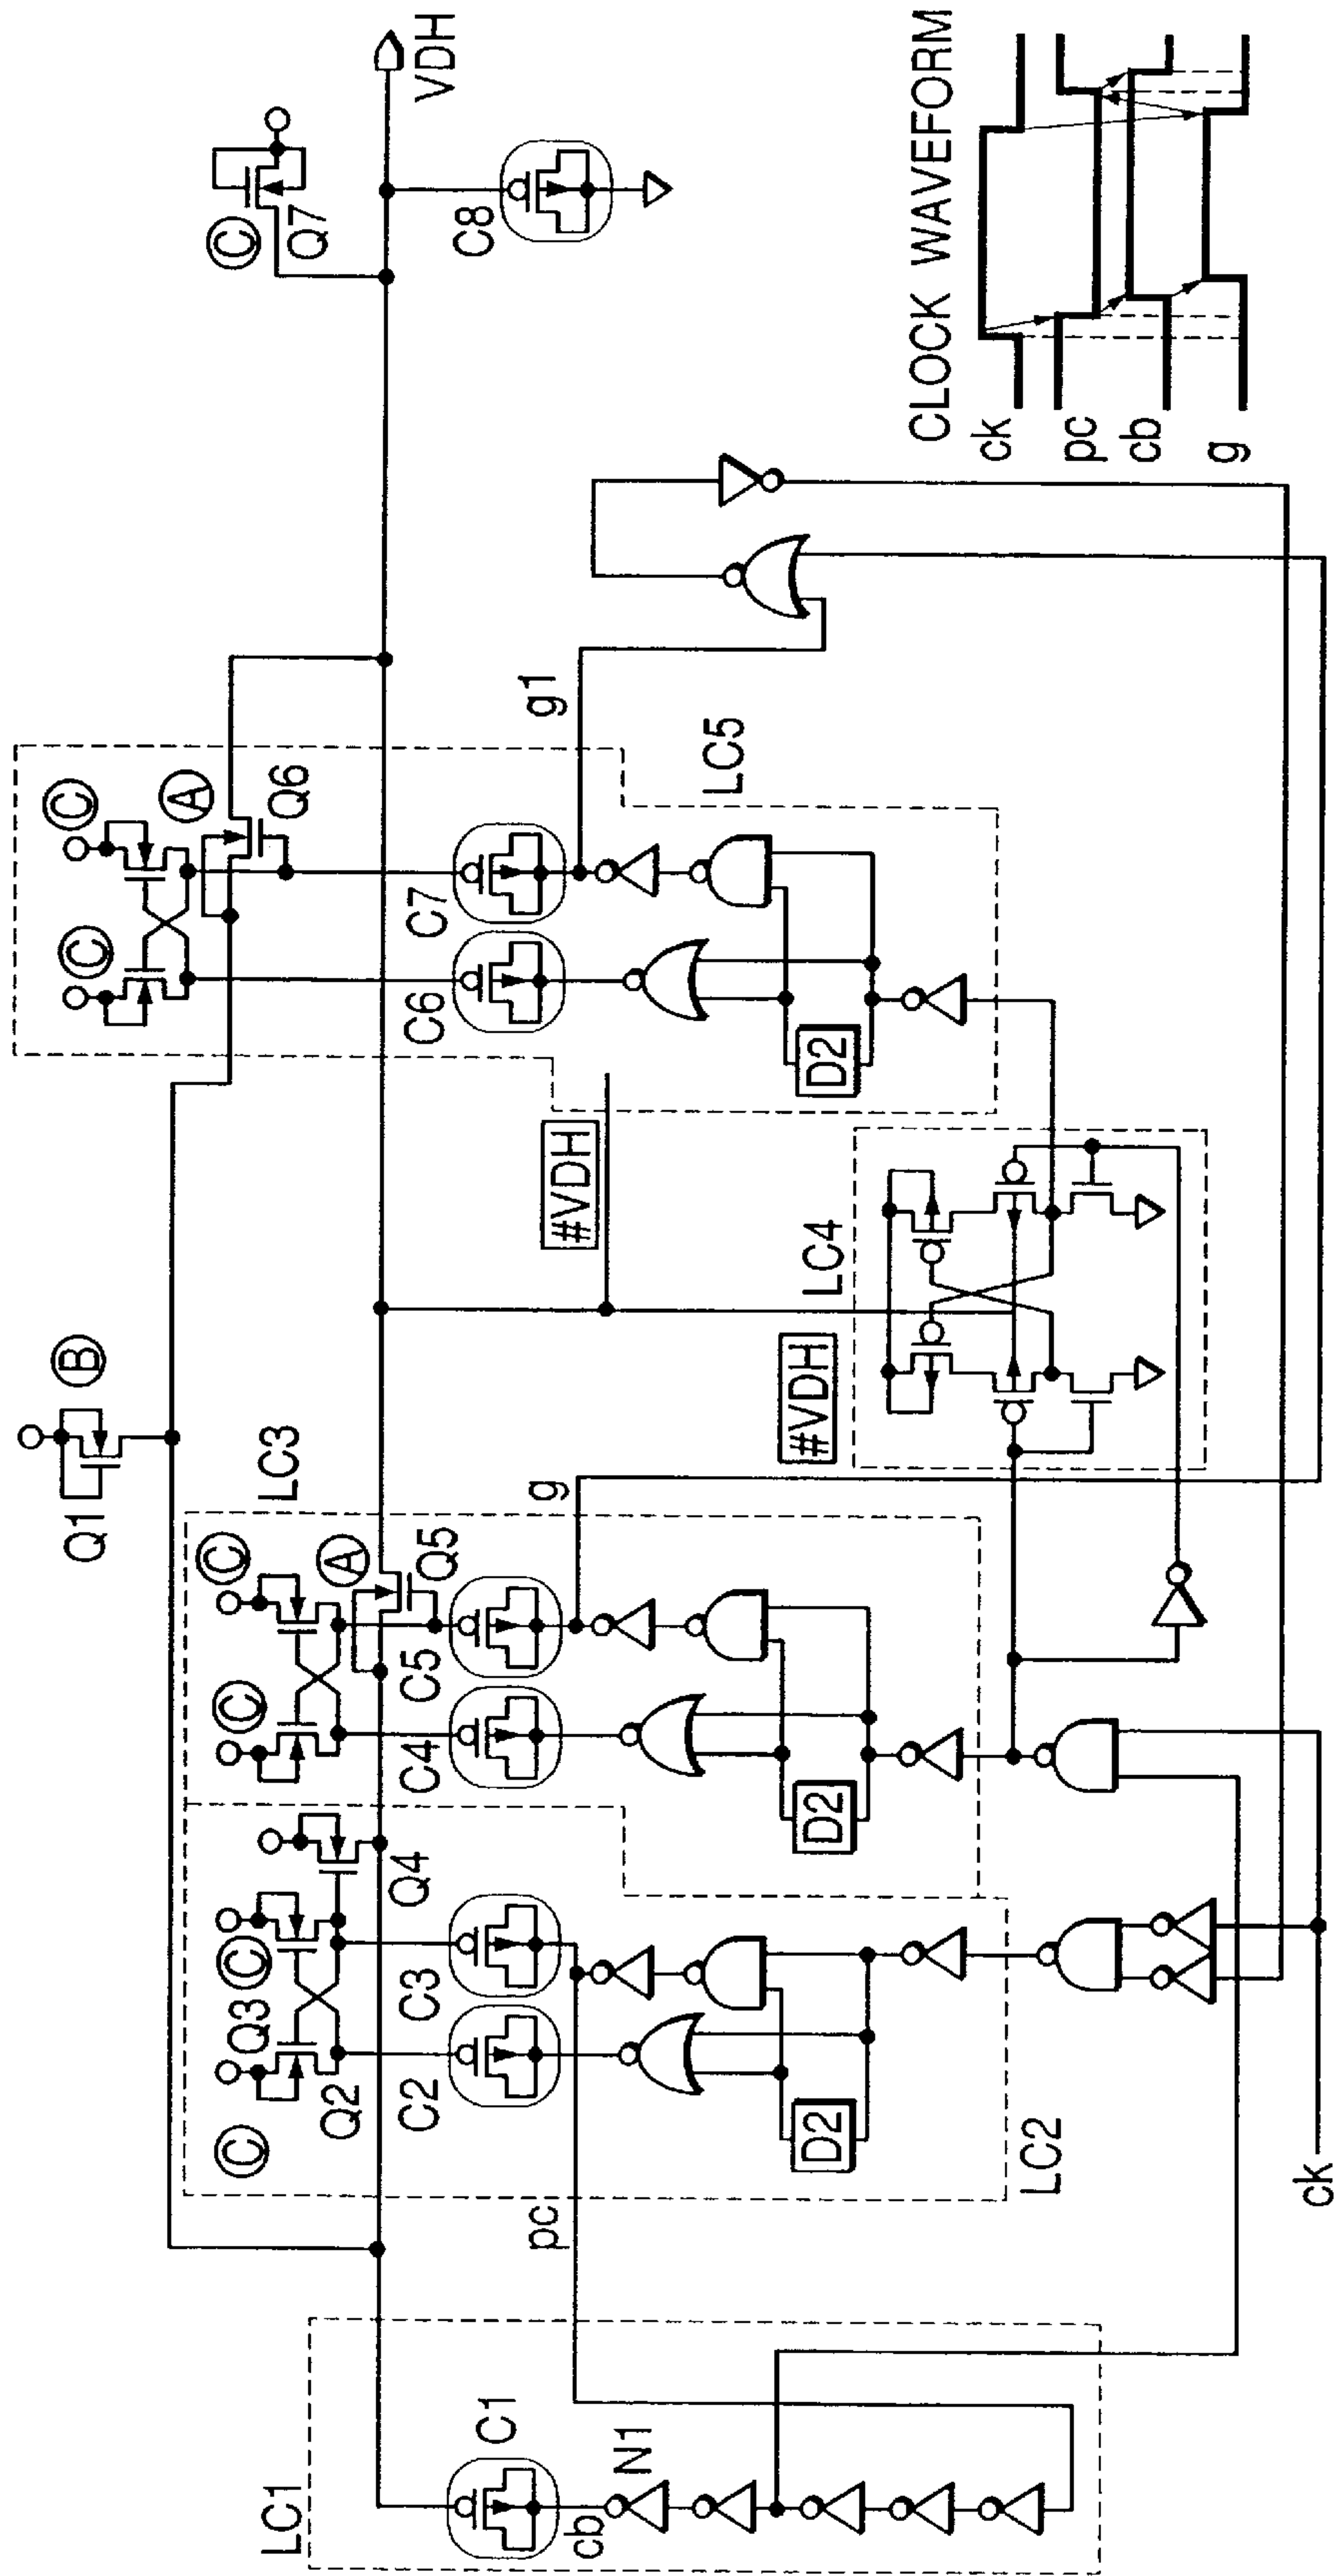 Q1
Ⓑ
Ⓒ
Ⓒ
LC5
Ⓐ
Q6
C6
C7
g1
Ⓒ
Q7
VDH
C8
LC3
Ⓒ
Ⓒ
Ⓐ
Q5
C4
C5
g
Ⓒ
Q3
Ⓒ
Q2
Q4
C2
C3
pc
LC1
C1
cb
N1
D2
D2
D2
LC2
#VDH
#VDH
LC4
ck
CLOCK WAVEFORM
ck
pc
cb
g